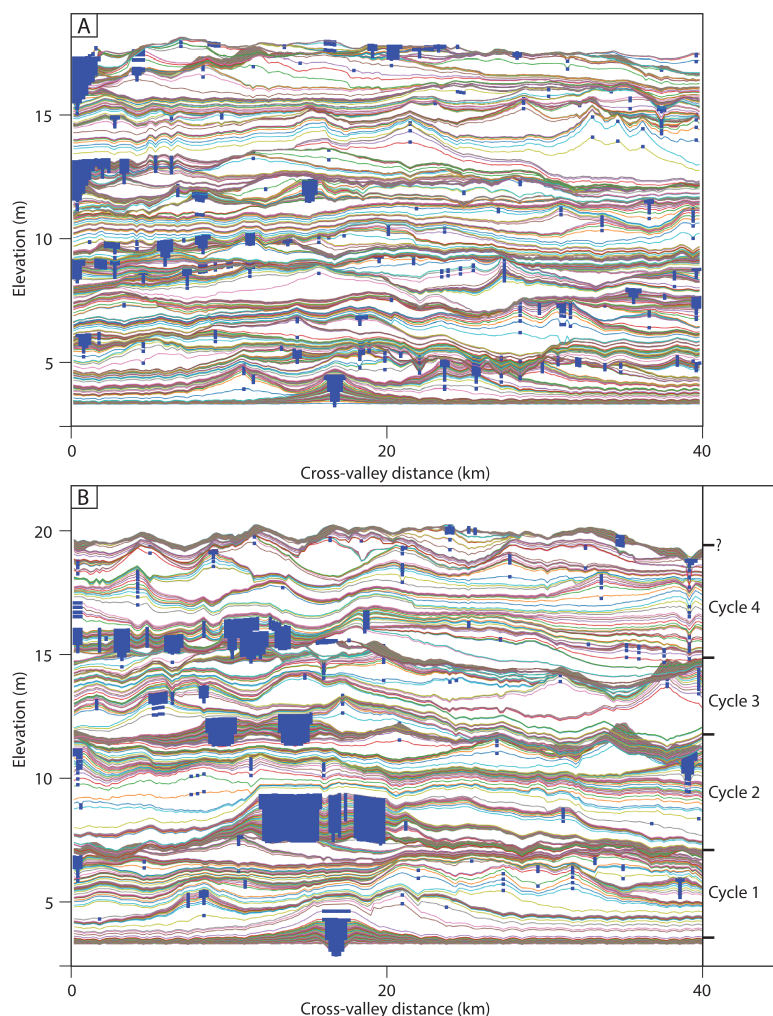 A
15
10
5
Elevation (m)
0
20
40
Cross-valley distance (km)
B
20
15
10
5
Elevation (m)
?
Cycle 4
Cycle 3
Cycle 2
Cycle 1
0
20
40
Cross-valley distance (km)